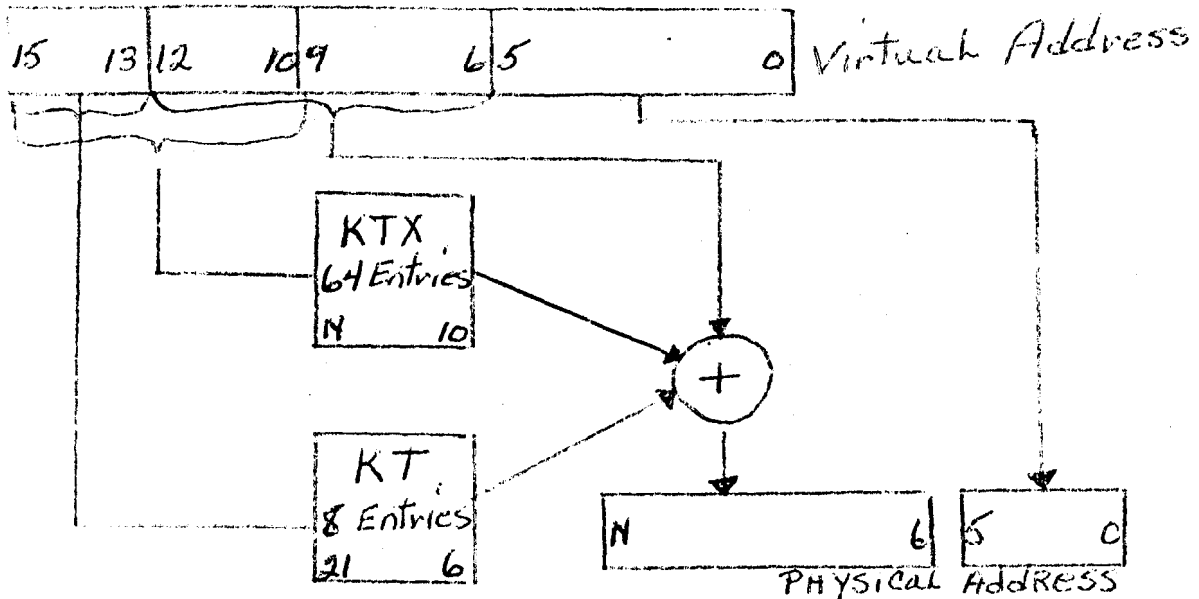 15 13 12 10 9 6 5 0 Virtual Address
KTX
64 Entries
N 10
+
KT
8 Entries
21 6
N 6 5 0
PHYSICAL ADDRESS